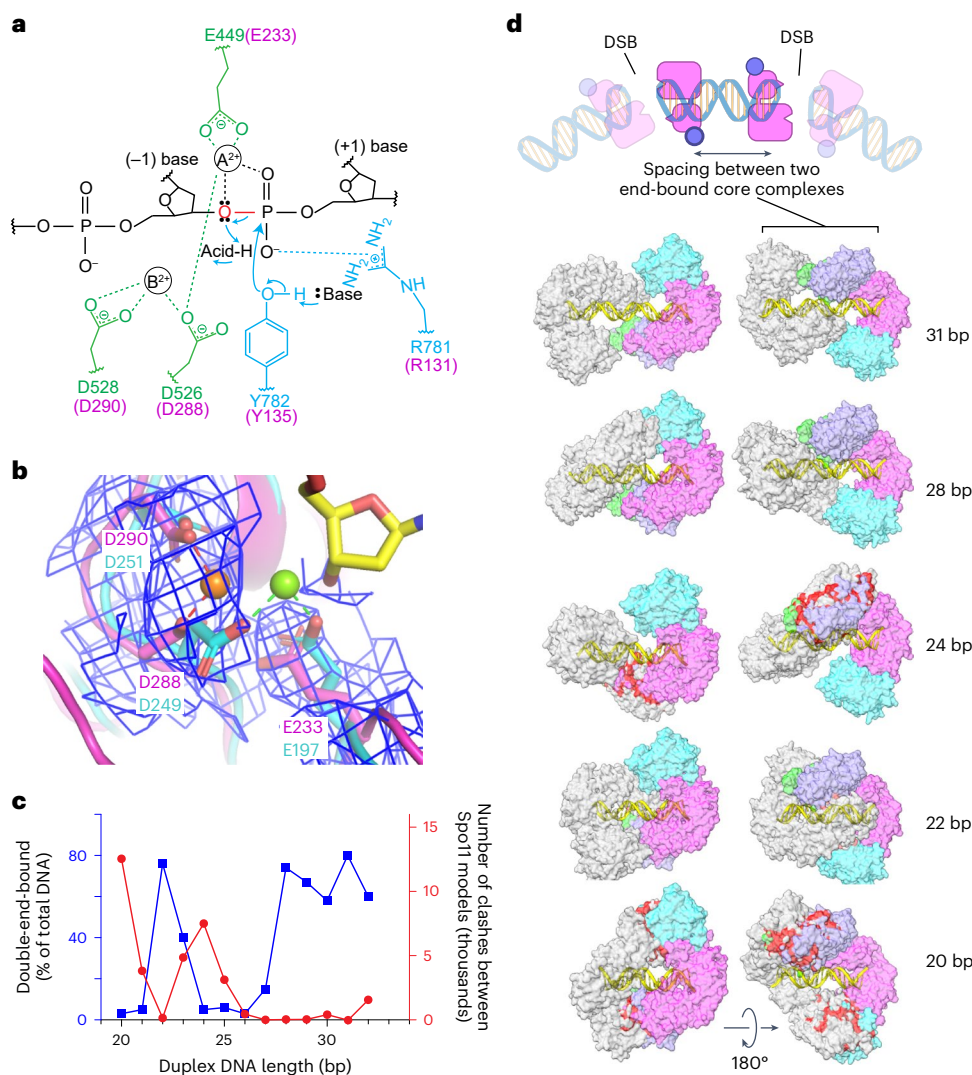 a
E449(E233)
(–1) base
A2+
(+1) base
O
P
O
O–
O
O
P
O
O–
O
Acid-H
NH2
NH2
NH
B2+
O
H
:Base
R781
(R131)
D528
(D290)
D526
(D288)
Y782
(Y135)
b
D290
D251
D288
D249
E233
E197
c
Double-end-bound
(% of total DNA)
80
40
0
15
10
5
0
Number of clashes between
Spo11 models (thousands)
20
25
30
Duplex DNA length (bp)
d
DSB
DSB
Spacing between two
end-bound core complexes
31 bp
28 bp
24 bp
22 bp
20 bp
180°